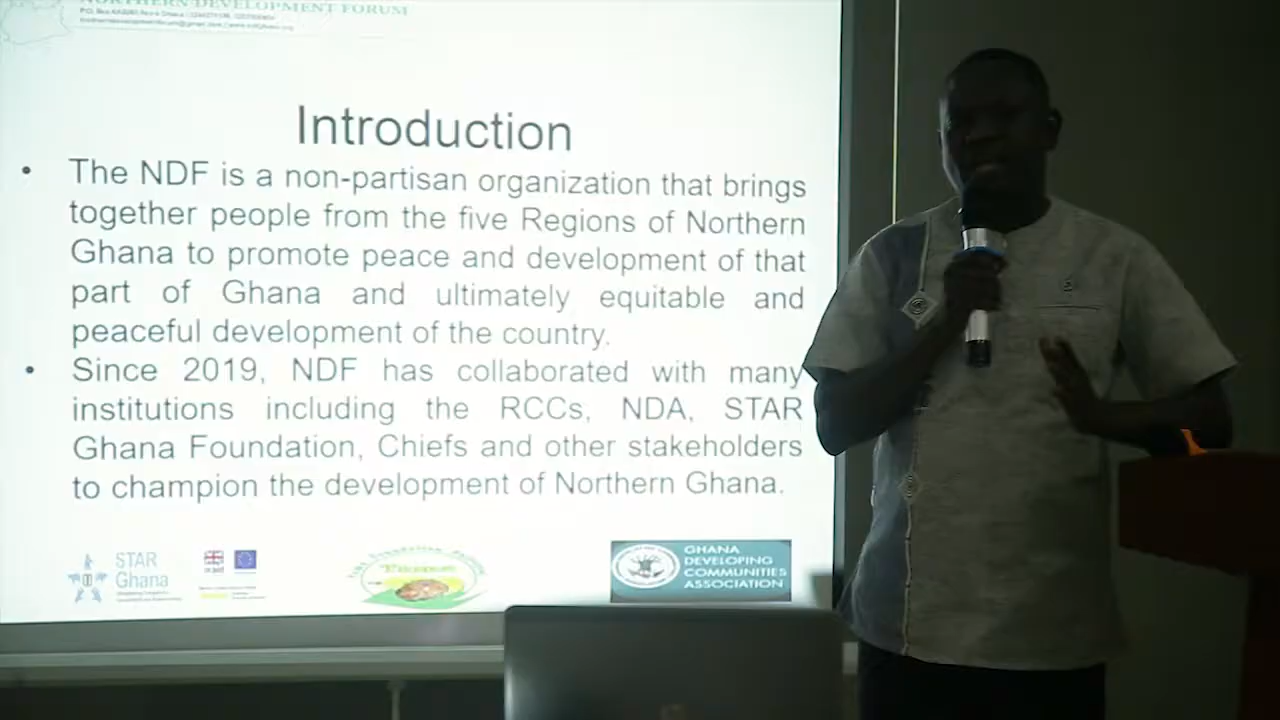 NORTHERN DEVELOPMENT FORUM
Introduction
• The NDF is a non-partisan organization that brings
together people from the five Regions of Northern
Ghana to promote peace and development of that
part of Ghana and ultimately equitable and
peaceful development of the country.
• Since 2019, NDF has collaborated with many
institutions including the RCCs, NDA, STAR
Ghana Foundation, Chiefs and other stakeholders
to champion the development of Northern Ghana.
STAR
Ghana
GHANA
DEVELOPING
COMMUNITIES
ASSOCIATION